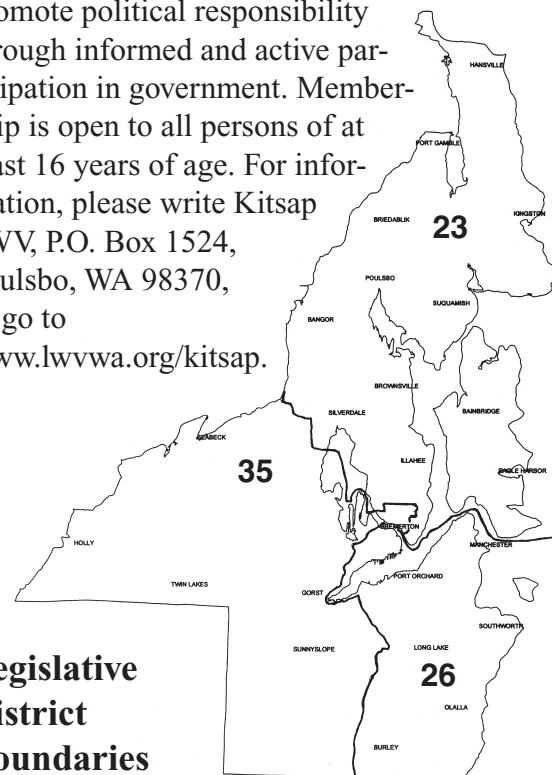 omote political responsibility
rough informed and active par-
ipation in government. Member-
ip is open to all persons of at
ast 16 years of age. For infor-
ation, please write Kitsap
WV, P.O. Box 1524,
ulsbo, WA 98370,
go to
ww.lwvwa.org/kitsap.
HANSVILLE
PORT GAMBLE
KINGSTON
BRIEDABLIK
23
POULSBO
SUQUAMISH
BANGOR
BROWNSVILLE
SILVERDALE
BAINBRIDGE
SEABECK
ILLAHEE
35
EAGLE HARBOR
BREMERTON
HOLLY
MANCHESTER
TWIN LAKES
PORT ORCHARD
GORST
SOUTHWORTH
SUNNYSLOPE
LONG LAKE
26
OLALLA
BURLEY
egislative
istrict
oundaries